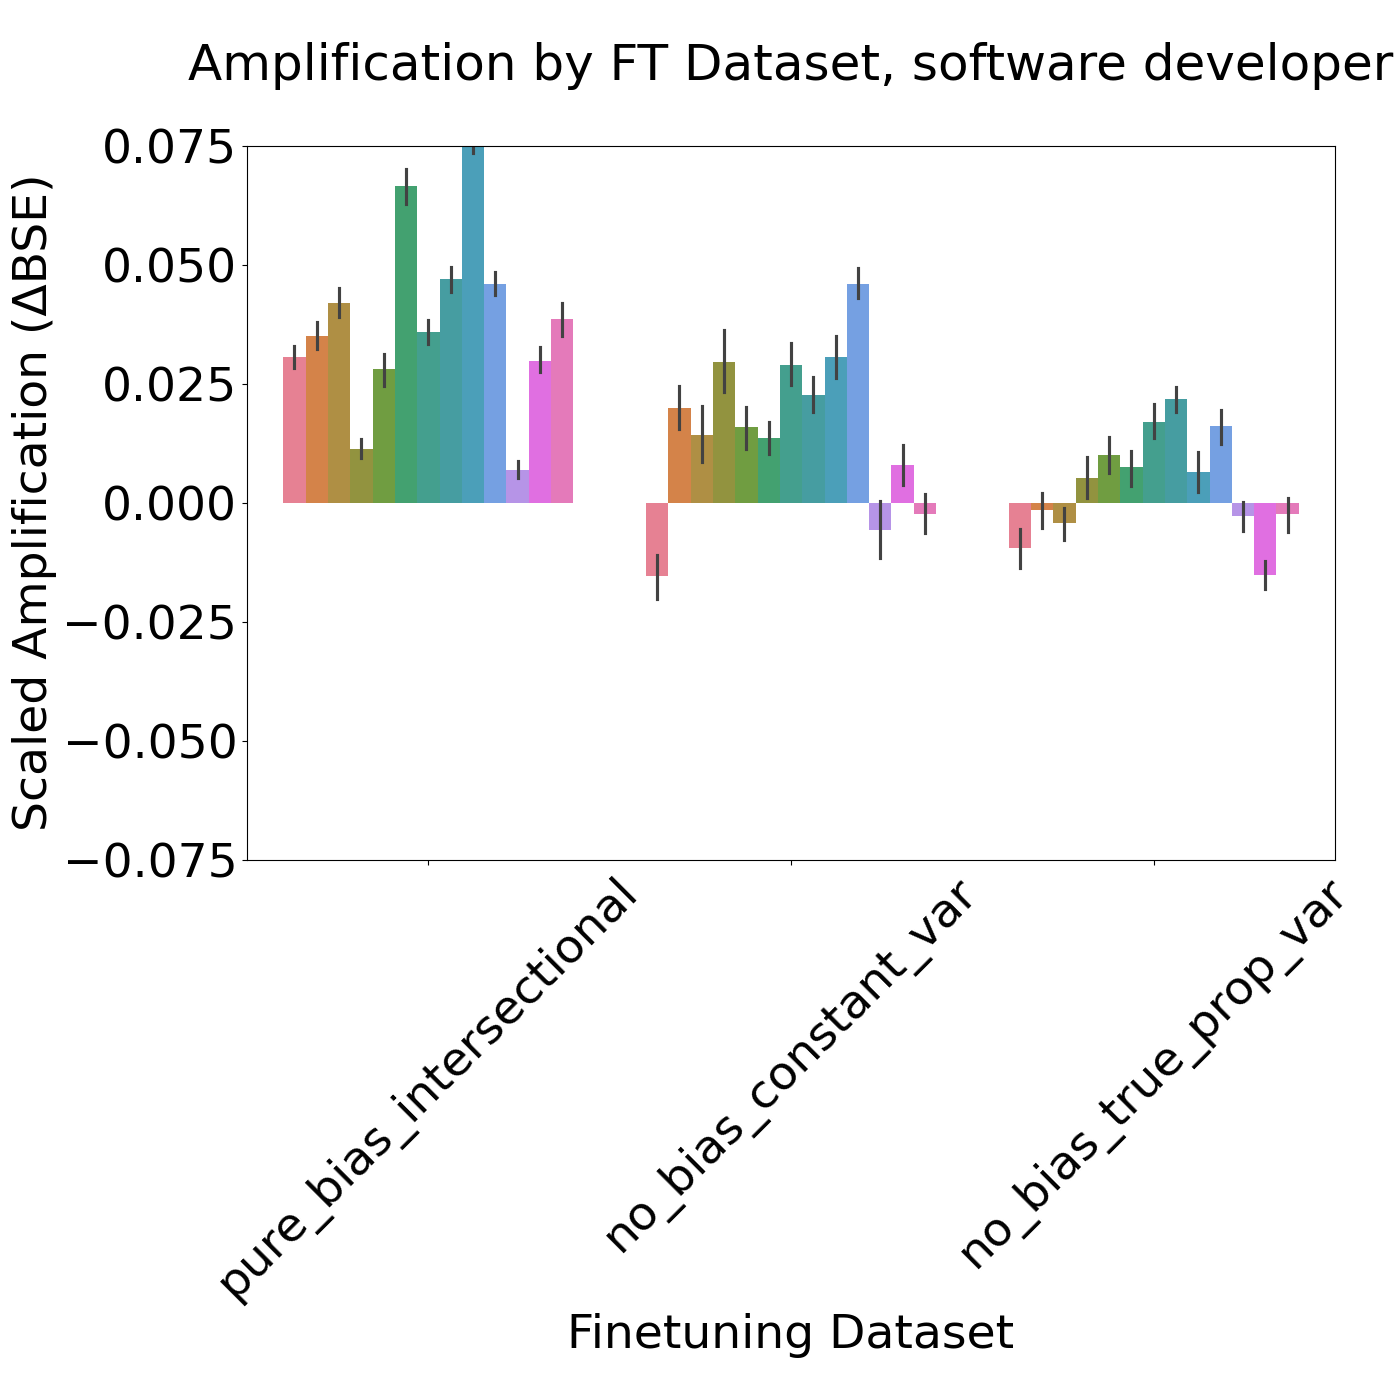 Amplification by FT Dataset, software developer
Scaled Amplification (ΔBSE)
0.075
0.050
0.025
0.000
−0.025
−0.050
−0.075
pure_bias_intersectional
no_bias_constant_var
no_bias_true_prop_var
Finetuning Dataset